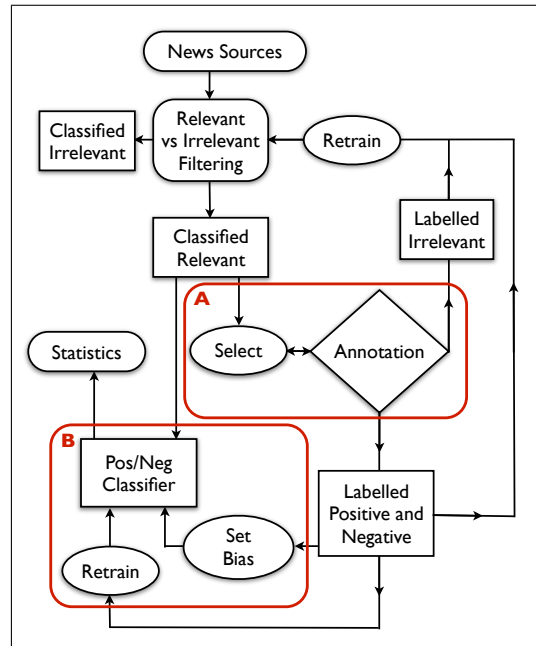 News Sources
Relevant
vs Irrelevant
Filtering
Classified
Irrelevant
Retrain
Labelled
Irrelevant
Classified
Relevant
A
Select
Annotation
Statistics
B
Pos/Neg
Classifier
Set
Bias
Labelled
Positive and
Negative
Retrain